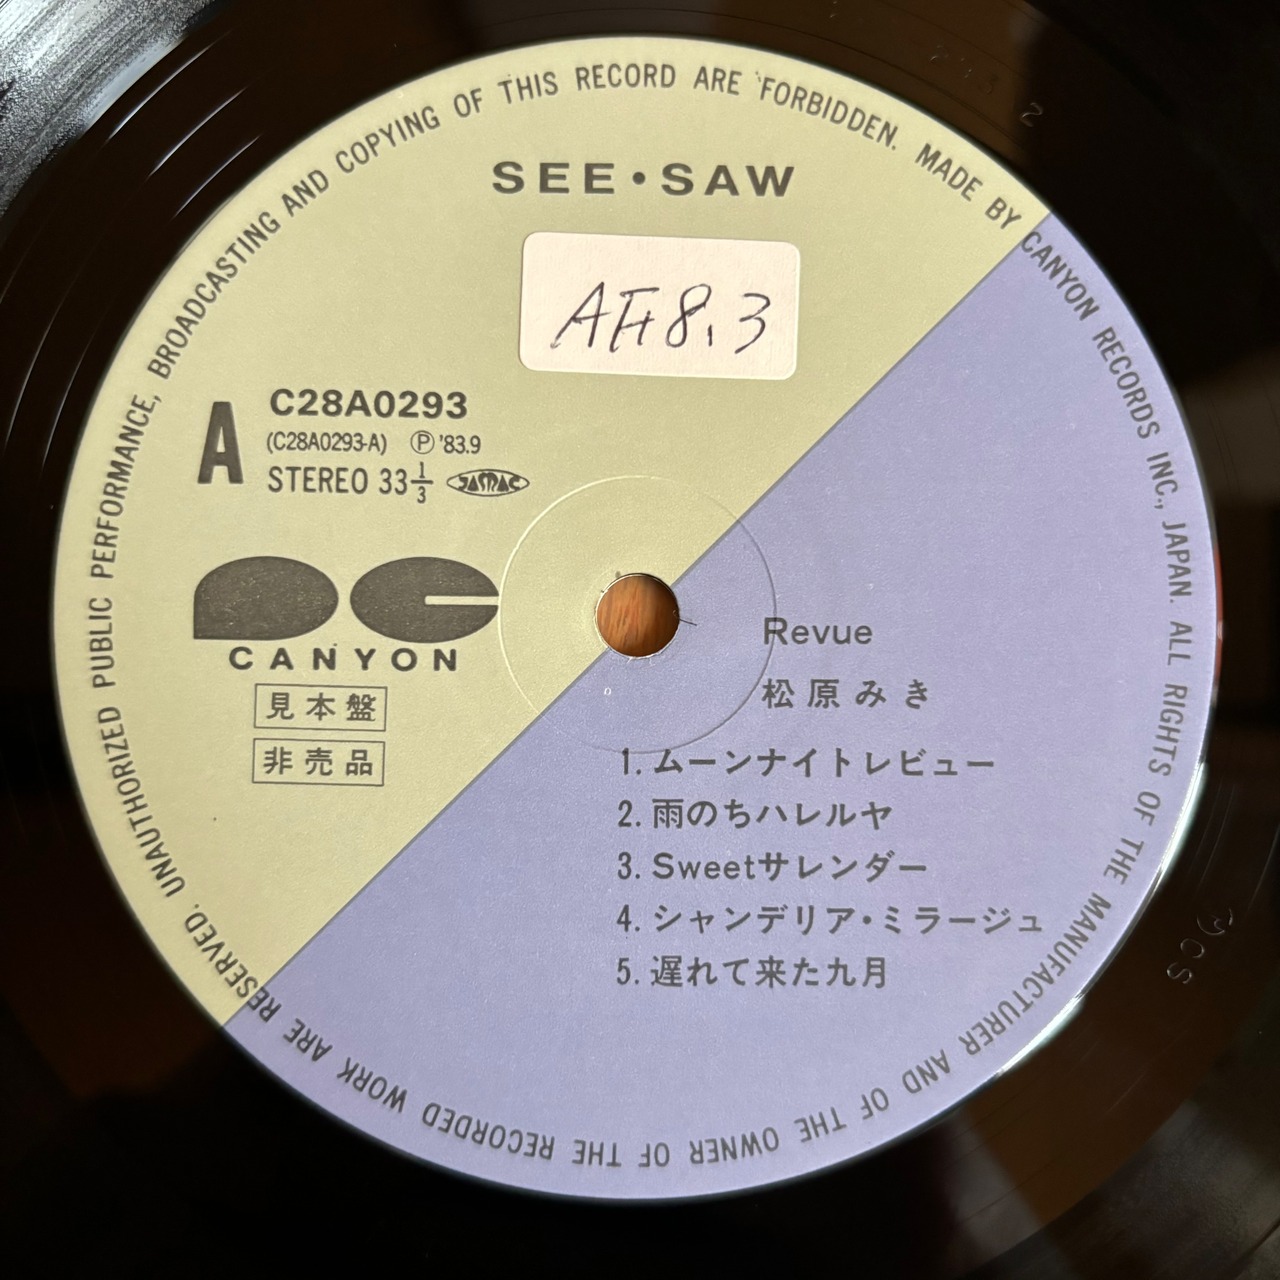 UNAUTHORIZED PUBLIC PERFORMANCE, BROADCASTING AND COPYING OF THIS RECORD ARE FORBIDDEN. MADE BY CANYON RECORDS INC., JAPAN. ALL RIGHTS OF THE MANUFACTURER AND OF THE OWNER OF THE RECORDED WORK ARE RESERVED.
SEE・SAW
8.3
A
C28A0293
(C28A0293-A) Ⓟ '83.9
STEREO 33 1/3 JASRAC
CANYON
見本盤
非売品
Revue
松原みき
1. ムーンナイトレビュー
2. 雨のちハレルヤ
3. Sweetサレンダー
4. シャンデリア・ミラージュ
5. 遅れて来た九月